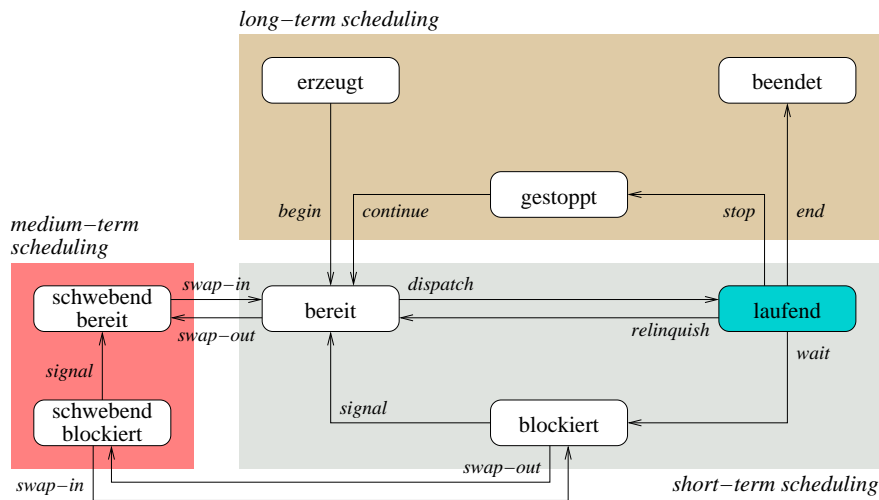 long−term scheduling
erzeugt
beendet
gestoppt
begin
continue
stop
end
medium−term
scheduling
swap−in
dispatch
schwebend
bereit
bereit
laufend
swap−out
relinquish
wait
signal
signal
schwebend
blockiert
blockiert
swap−out
swap−in
short−term scheduling